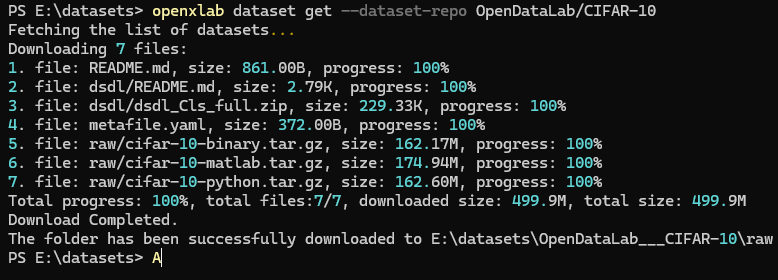 PS E:\datasets> openxlab dataset get --dataset-repo OpenDataLab/CIFAR-10
Fetching the list of datasets...
Downloading 7 files:
1. file: README.md, size: 861.00B, progress: 100%
2. file: dsdl/README.md, size: 2.79K, progress: 100%
3. file: dsdl/dsdl_Cls_full.zip, size: 229.33K, progress: 100%
4. file: metafile.yaml, size: 372.00B, progress: 100%
5. file: raw/cifar-10-binary.tar.gz, size: 162.17M, progress: 100%
6. file: raw/cifar-10-matlab.tar.gz, size: 174.94M, progress: 100%
7. file: raw/cifar-10-python.tar.gz, size: 162.60M, progress: 100%
Total progress: 100%, total files:7/7, downloaded size: 499.9M, total size: 499.9M
Download Completed.
The folder has been successfully downloaded to E:\datasets\OpenDataLab___CIFAR-10\raw
PS E:\datasets> A